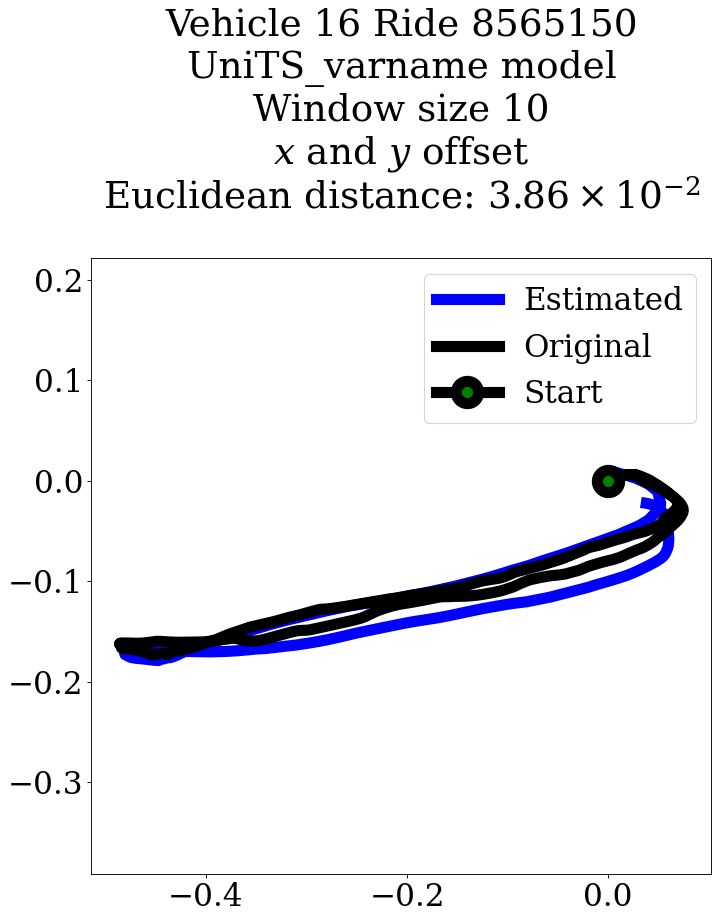 Vehicle 16 Ride 8565150
UniTS_varname model
Window size 10
x and y offset
Euclidean distance: 3.86 × 10⁻²
Estimated
Original
Start
0.2
0.1
0.0
−0.1
−0.2
−0.3
−0.4
−0.2
0.0